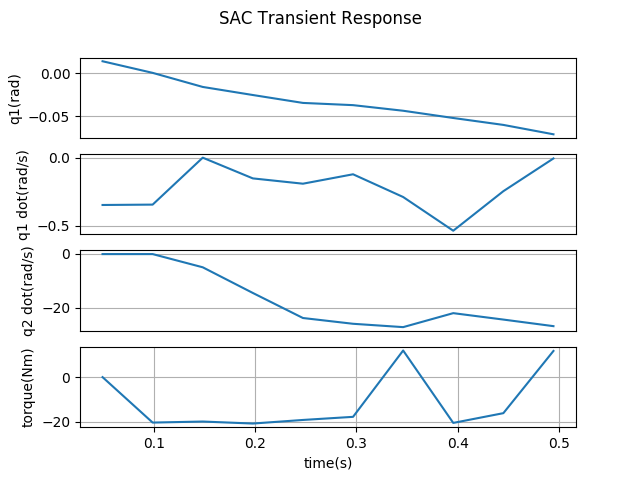 SAC Transient Response
q1(rad)
0.00
−0.05
q1 dot(rad/s)
0.0
−0.5
q2 dot(rad/s)
0
−20
torque(Nm)
0
−20
0.1 0.2 0.3 0.4 0.5
time(s)